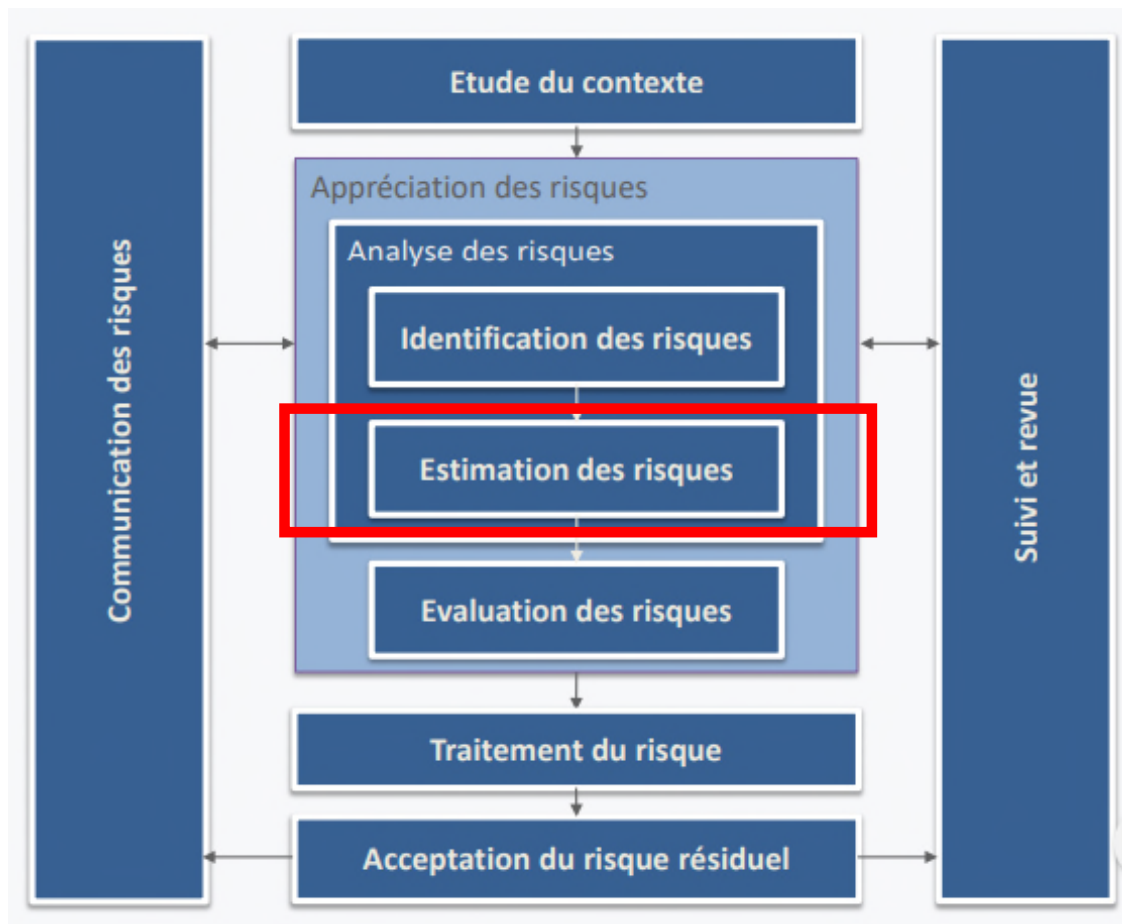 Etude du contexte
Appréciation des risques
Analyse des risques
Identification des risques
Estimation des risques
Evaluation des risques
Traitement du risque
Acceptation du risque résiduel
Communication des risques
Suivi et revue